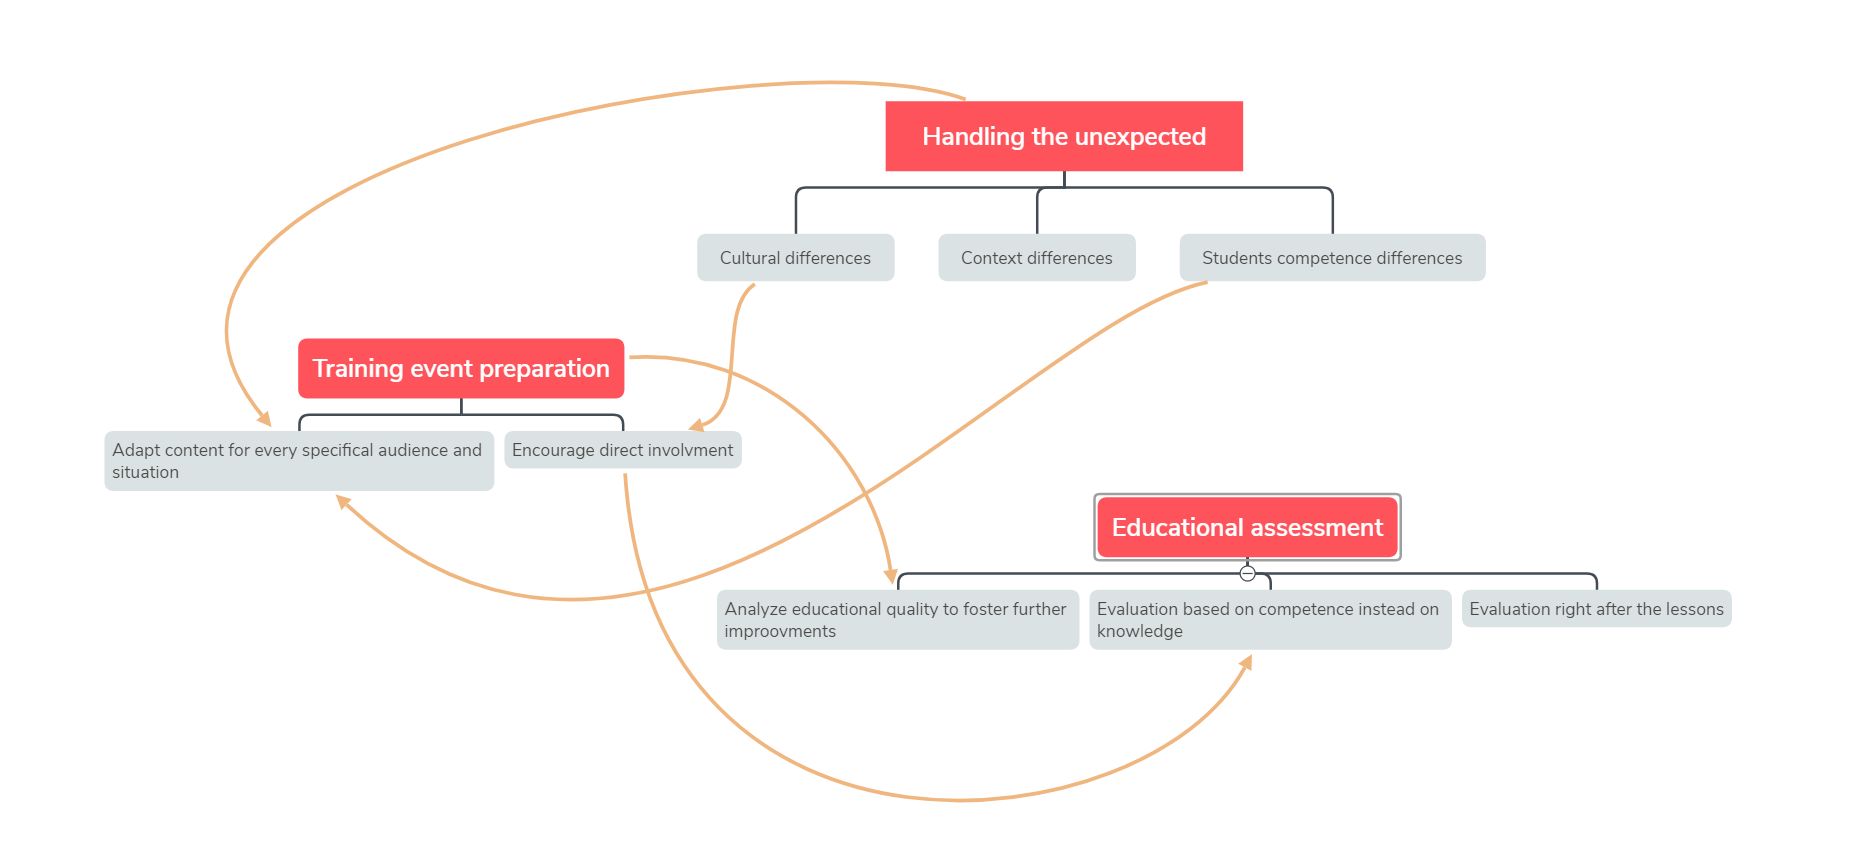 Handling the unexpected
Cultural differences
Context differences
Students competence differences
Training event preparation
Adapt content for every specifical audience and
situation
Encourage direct involvment
Educational assessment
Analyze educational quality to foster further
improovments
Evaluation based on competence instead on
knowledge
Evaluation right after the lessons